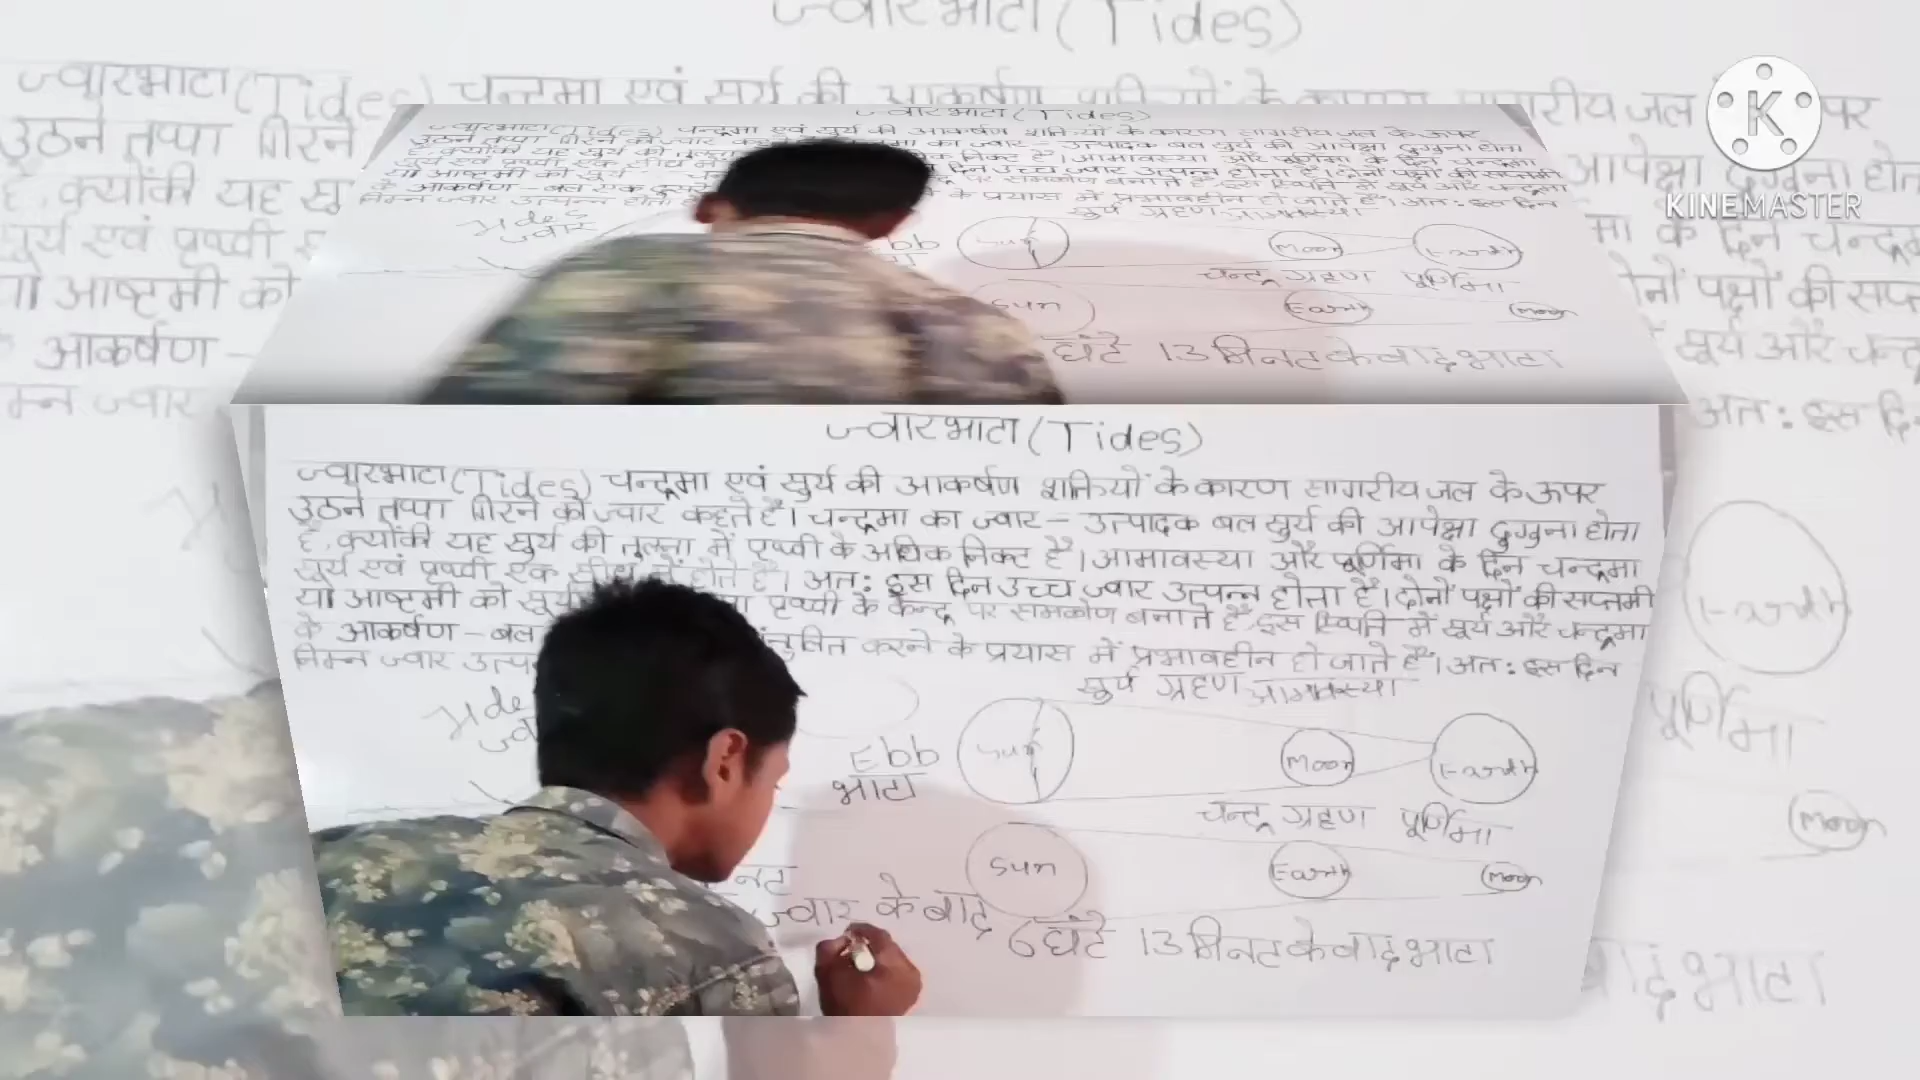 ज्वारभाटा (Tides)
ज्वारभाटा (Tides) चन्द्रमा एवं सुर्य की आकर्षण शक्तियों के कारण सागरीय जल के ऊपर
उठने तथा गिरने को ज्वार कहते है। चन्द्रमा का ज्वार - उत्पादक बल सुर्य की आपेक्षा दुगुना होता
है, क्योंकी यह सुर्य की तुलना में पृथ्वी के अधिक निकट है। आमावस्या और पूर्णिमा के दिन चन्द्रमा
सूर्य एवं पृथ्वी एक सीध में होते है। अतः इस दिन उच्च ज्वार उत्पन्न होता है। दोनों पक्षों की सप्तमी
या आष्टमी को सूर्य पृथ्वी के केन्द्र पर समकोण बनाते है, इस स्थिति में सूर्य और चन्द्रमा
के आकर्षण - बल संतुलित करने के प्रयास में प्रभावहीन हो जाते है। अतः इस दिन
निम्न ज्वार
सुर्य ग्रहण आमवस्या
Ebb
भाटा
Sun
Moon
Earth
चन्द्र ग्रहण पूर्णिमा
Sun
Earth
Moon
ज्वार के बाद 6 घंटे 13 मिनट के बाद भाटा
KINEMASTER